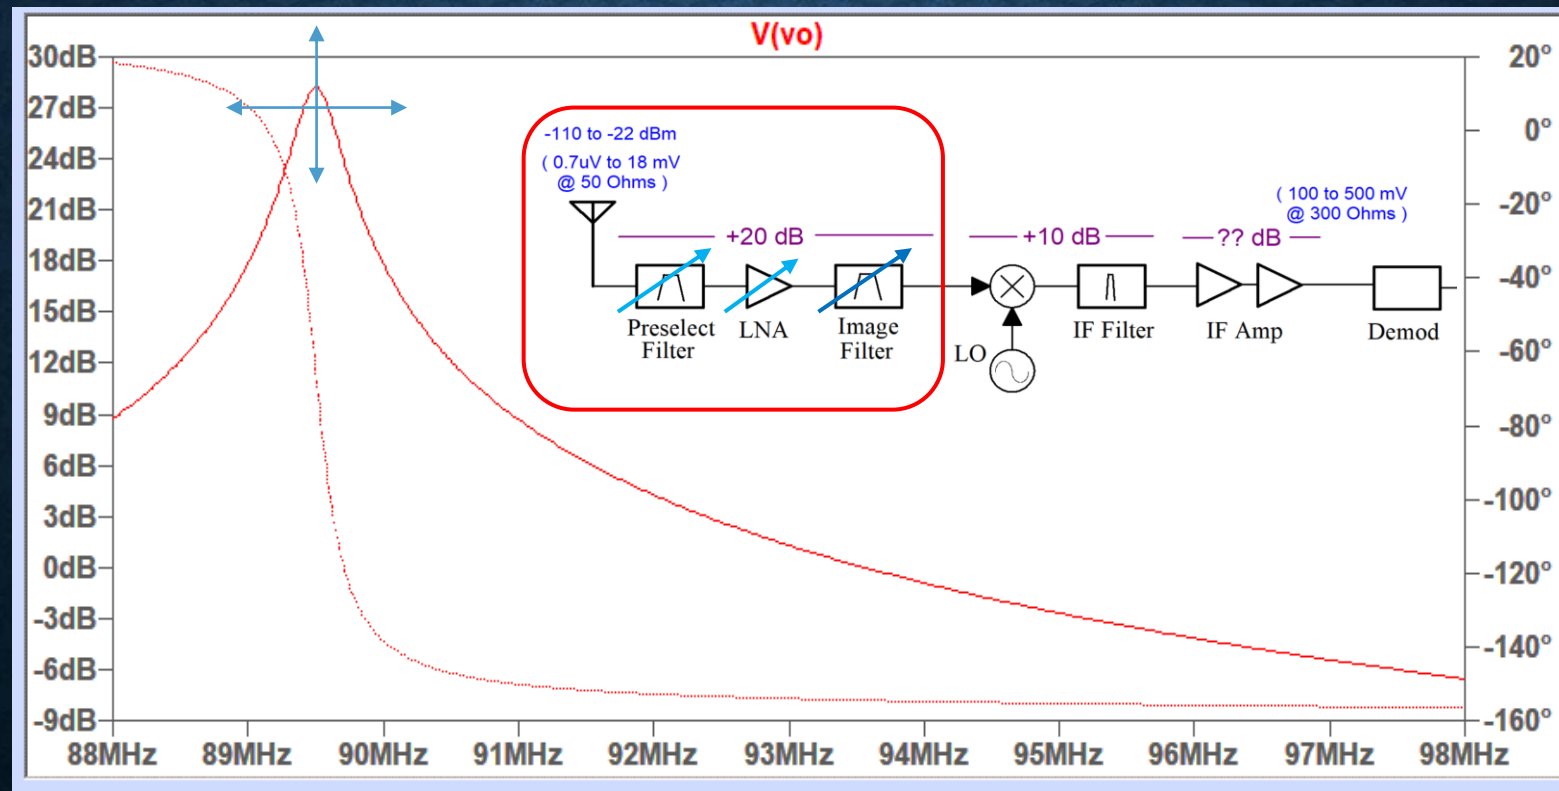 V(vo)
30dB
27dB
24dB
21dB
18dB
15dB
12dB
9dB
6dB
3dB
0dB
-3dB
-6dB
-9dB
20°
0°
-20°
-40°
-60°
-80°
-100°
-120°
-140°
-160°
88MHz 89MHz 90MHz 91MHz 92MHz 93MHz 94MHz 95MHz 96MHz 97MHz 98MHz
-110 to -22 dBm
( 0.7uV to 18 mV
@ 50 Ohms )
+20 dB
+10 dB
?? dB
( 100 to 500 mV
@ 300 Ohms )
Preselect
Filter
LNA
Image
Filter
LO
IF Filter
IF Amp
Demod